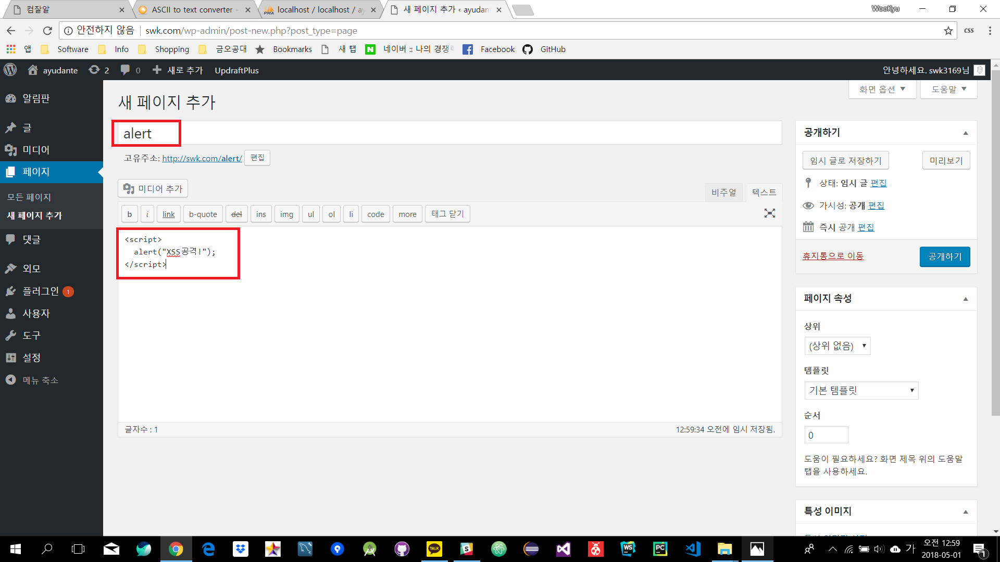 컴잘알
ASCII to text converter -
localhost / localhost / ay
새 페이지 추가 ‹ ayudan
WooKyu
안전하지 않음
swk.com/wp-admin/post-new.php?post_type=page
css
앱
Software
Info
Shopping
금오공대
Bookmarks
새 탭
네이버 :: 나의 경쟁
Facebook
GitHub
ayudante
2
0
새로 추가
UpdraftPlus
안녕하세요. swk3169님
알림판
글
미디어
페이지
모든 페이지
새 페이지 추가
댓글
외모
플러그인 1
사용자
도구
설정
메뉴 축소
화면 옵션
도움말
새 페이지 추가
alert
고유주소: http://swk.com/alert/ 편집
미디어 추가
비주얼
텍스트
b i link b-quote del ins img ul ol li code more 태그 닫기
<script>
alert("XSS공격!");
</script>
글자수 : 1
12:59:34 오전에 임시 저장됨.
공개하기
임시 글로 저장하기
미리보기
상태: 임시 글 편집
가시성: 공개 편집
즉시 공개 편집
휴지통으로 이동
공개하기
페이지 속성
상위
(상위 없음)
템플릿
기본 템플릿
순서
0
도움이 필요하세요? 화면 제목 위의 도움말
탭을 사용하세요.
특성 이미지
가
오전 12:59
2018-05-01
1